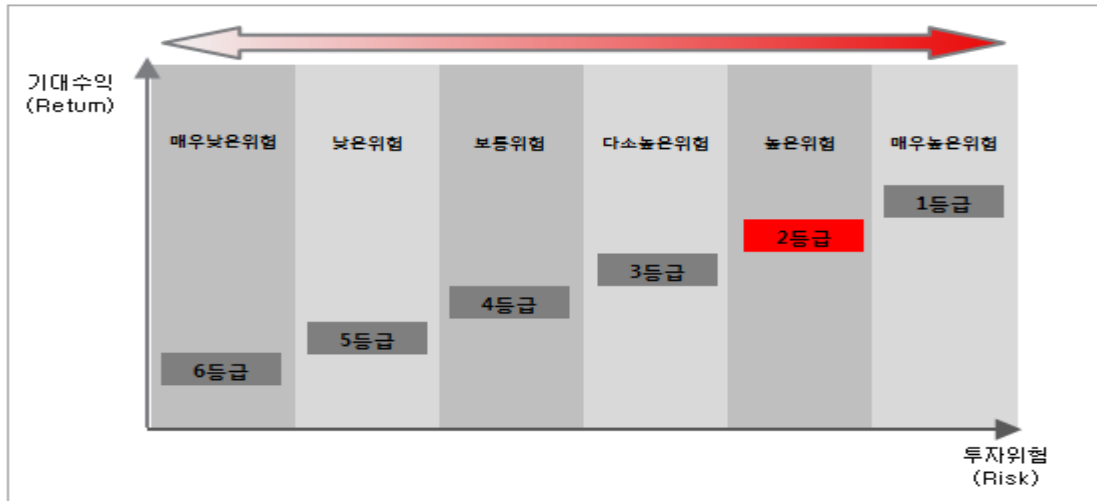 기대수익
(Return)
매우낮은위험 낮은위험 보통위험 다소높은위험 높은위험 매우높은위험
1등급
2등급
3등급
4등급
5등급
6등급
투자위험
(Risk)